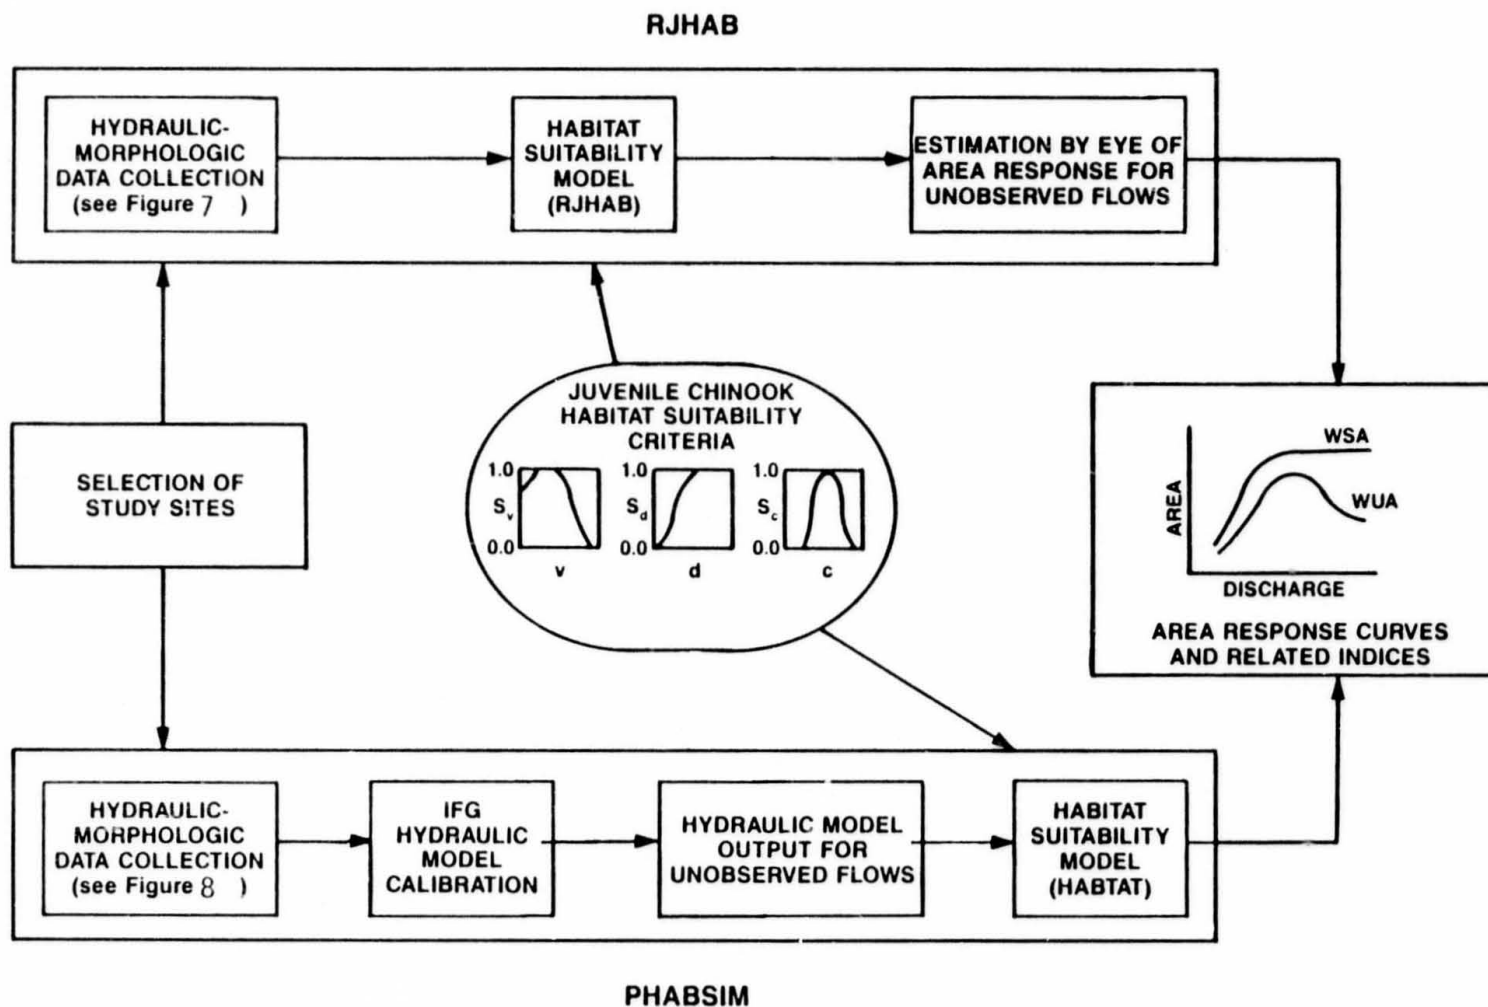 RJHAB
HYDRAULIC-
MORPHOLOGIC
DATA COLLECTION
(see Figure 7 )
HABITAT
SUITABILITY
MODEL
(RJHAB)
ESTIMATION BY EYE OF
AREA RESPONSE FOR
UNOBSERVED FLOWS
SELECTION OF
STUDY SITES
JUVENILE CHINOOK
HABITAT SUITABILITY
CRITERIA
1.0
Sv
0.0
v
1.0
Sd
0.0
d
1.0
Sc
0.0
c
AREA
WSA
WUA
DISCHARGE
AREA RESPONSE CURVES
AND RELATED INDICES
HYDRAULIC-
MORPHOLOGIC
DATA COLLECTION
(see Figure 8 )
IFG
HYDRAULIC
MODEL
CALIBRATION
HYDRAULIC MODEL
OUTPUT FOR
UNOBSERVED FLOWS
HABITAT
SUITABILITY
MODEL
(HABTAT)
PHABSIM